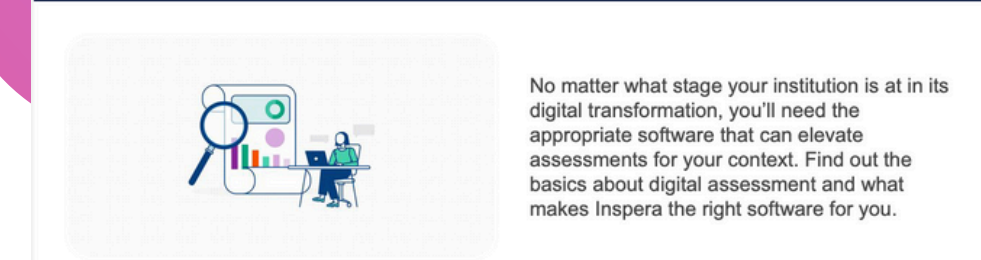 No matter what stage your institution is at in its
digital transformation, you'll need the
appropriate software that can elevate
assessments for your context. Find out the
basics about digital assessment and what
makes Inspera the right software for you.